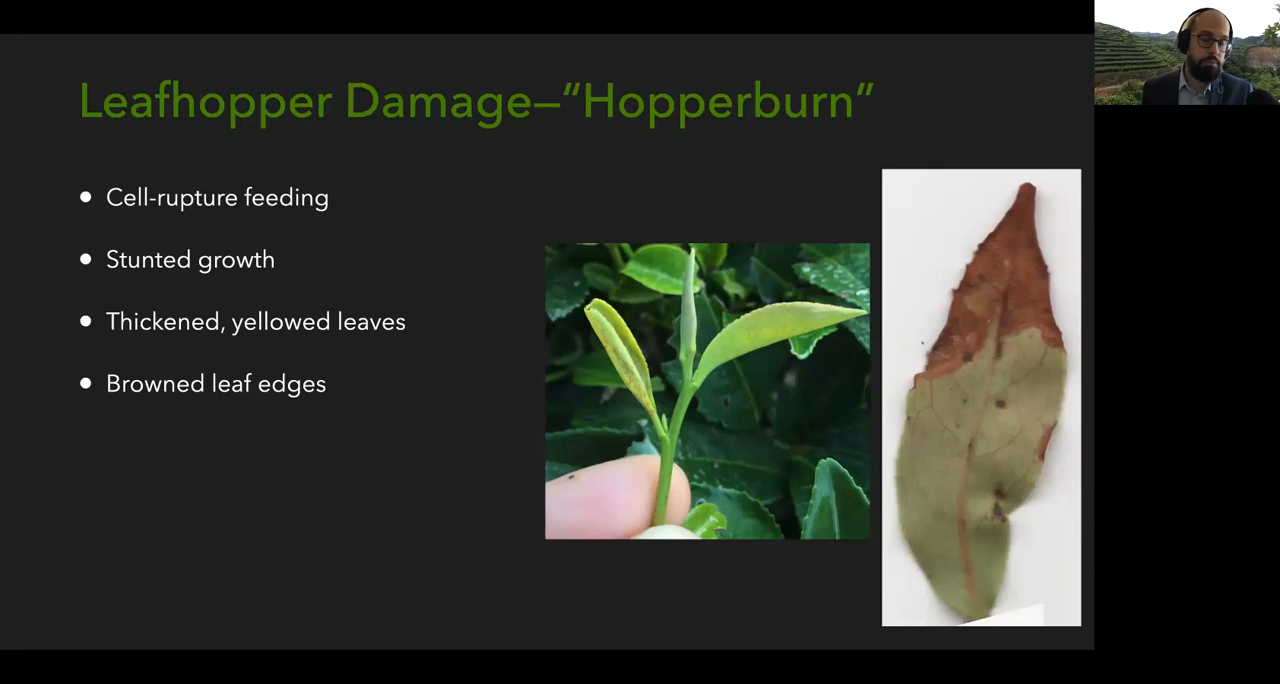 Leafhopper Damage—“Hopperburn”
Cell-rupture feeding
Stunted growth
Thickened, yellowed leaves
Browned leaf edges